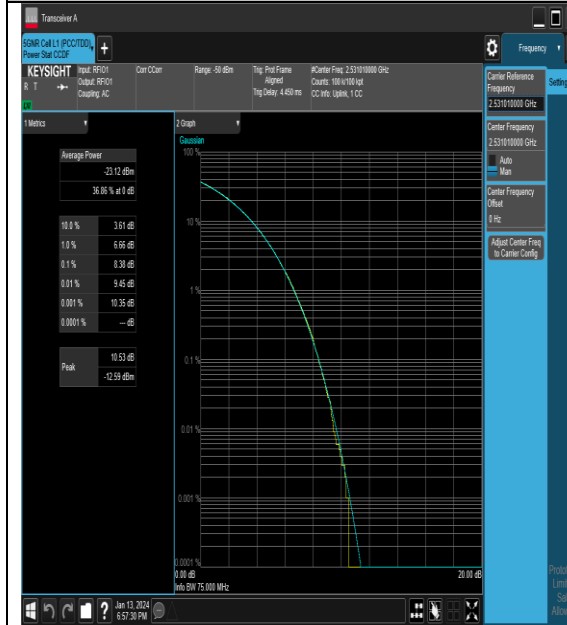 Transceiver A
5GNR Cell L1 (PCC/TDD),
Power Stat CCDF
+
Frequency
KEYSIGHT
R T
LV
Input: RFIO1
Output: RFIO1
Coupling: AC
Corr CCorr
Range: -50 dBm
Trig: Prot Frame
Aligned
Trig Delay: 4.450 ms
#Center Freq: 2.531010000 GHz
Counts: 100 k/100 kpt
CC Info: Uplink, 1 CC
Carrier Reference
Frequency
2.531010000 GHz
Setting
Center Frequency
2.531010000 GHz
Auto
Man
Center Frequency
Offset
0 Hz
Adjust Center Freq
to Carrier Config
1 Metrics
Average Power
-23.12 dBm
36.86 % at 0 dB
10.0 % 3.61 dB
1.0 % 6.66 dB
0.1 % 8.38 dB
0.01 % 9.45 dB
0.001 % 10.35 dB
0.0001 % --- dB
Peak 10.53 dB
-12.59 dBm
2 Graph
Gaussian
100 %
10 %
1 %
0.1 %
0.01 %
0.001 %
0.0001 %
0.00 dB 20.00 dB
Info BW 75.000 MHz
Jan 13, 2024
6:57:30 PM
?